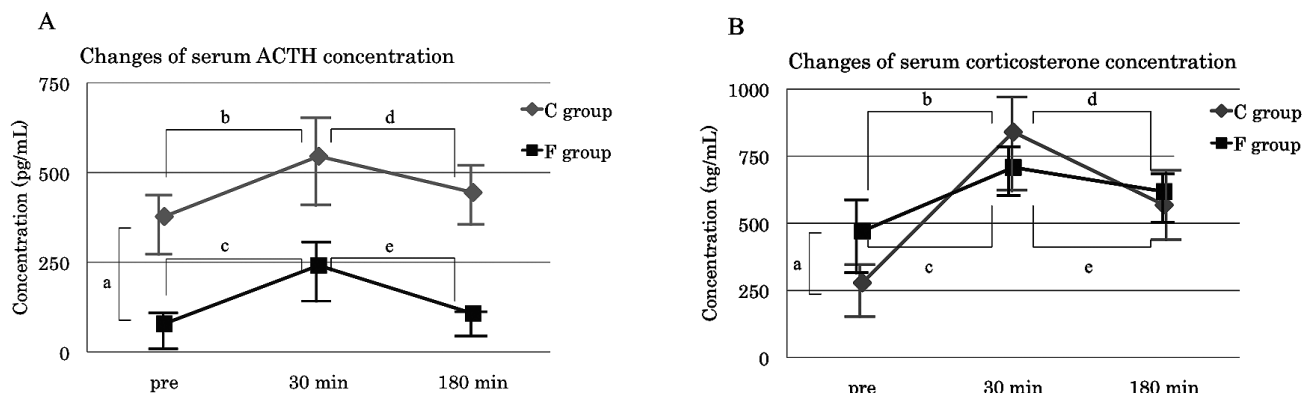 A
Changes of serum ACTH concentration
Concentration (pg/mL)
750
500
250
0
b
d
c
e
a
C group
F group
pre
30 min
180 min
B
Changes of serum corticosterone concentration
Concentration (ng/mL)
1000
750
500
250
0
b
d
a
c
e
C group
F group
pre
30 min
180 min